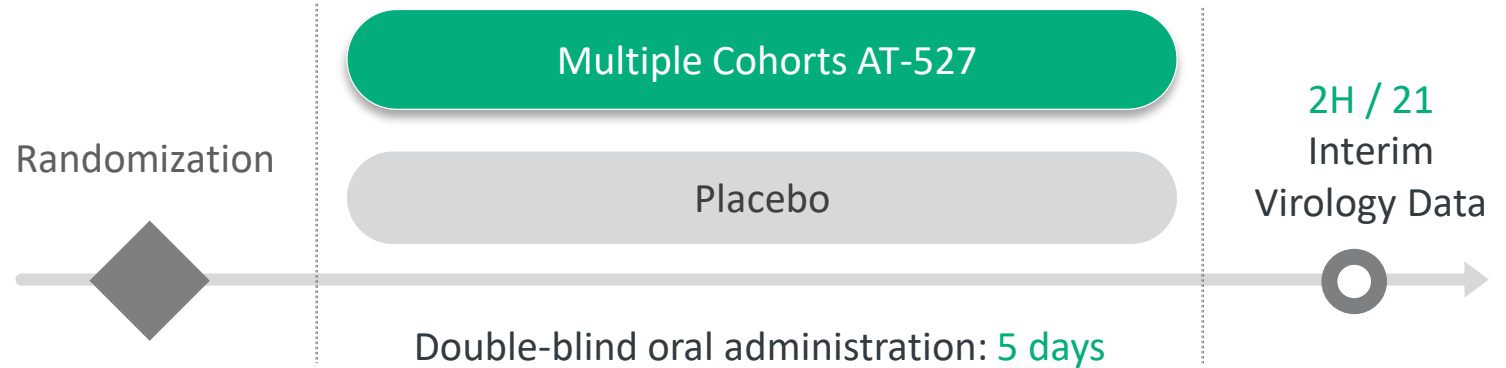 Multiple Cohorts AT-527
Randomization
Placebo
2H / 21
Interim
Virology Data
Double-blind oral administration: 5 days